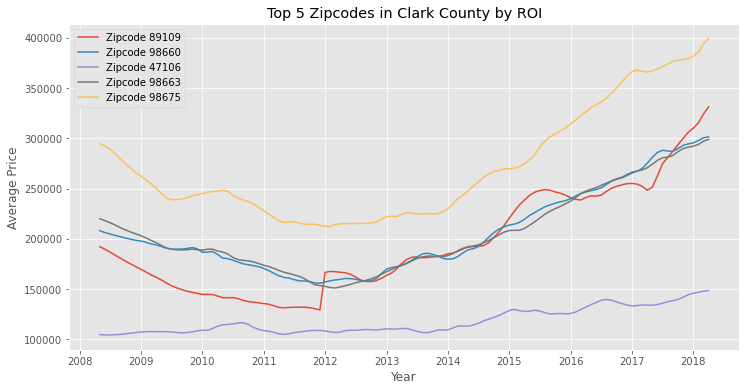 Top 5 Zipcodes in Clark County by ROI
Zipcode 89109
Zipcode 98660
Zipcode 47106
Zipcode 98663
Zipcode 98675
400000
350000
300000
250000
200000
150000
100000
Average Price
2008 2009 2010 2011 2012 2013 2014 2015 2016 2017 2018
Year